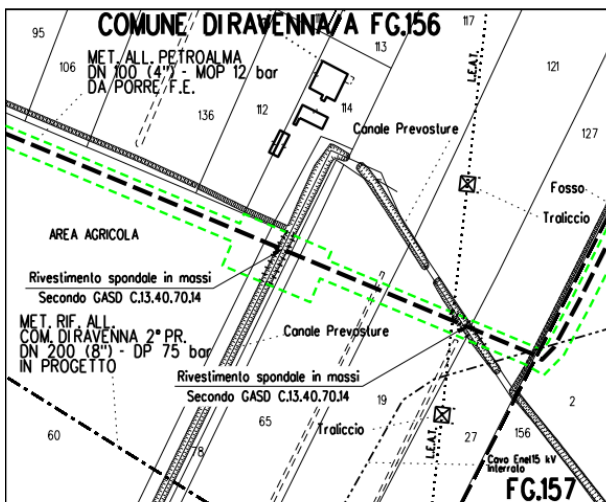 COMUNE DI RAVENNA/A FG.156
95
106
MET. ALL. PETROALMA
DN 100 (4") - MOP 12 bar
DA PORRE F.E.
136
112
113
114
117
121
127
L.E.A.T.
Canale Prevosture
Fosso
Traliccio
AREA AGRICOLA
Rivestimento spondale in massi
Secondo GASD C.13.40.70.14
MET. RIF. ALL.
COM. DI RAVENNA 2ª PR.
DN 200 (8") - DP 75 bar
IN PROGETTO
Canale Prevosture
Rivestimento spondale in massi
Secondo GASD C.13.40.70.14
19
2
Traliccio
L.E.A.T.
60
78
65
27
156
Cavo Enel15 kV
Interrato
FG.157